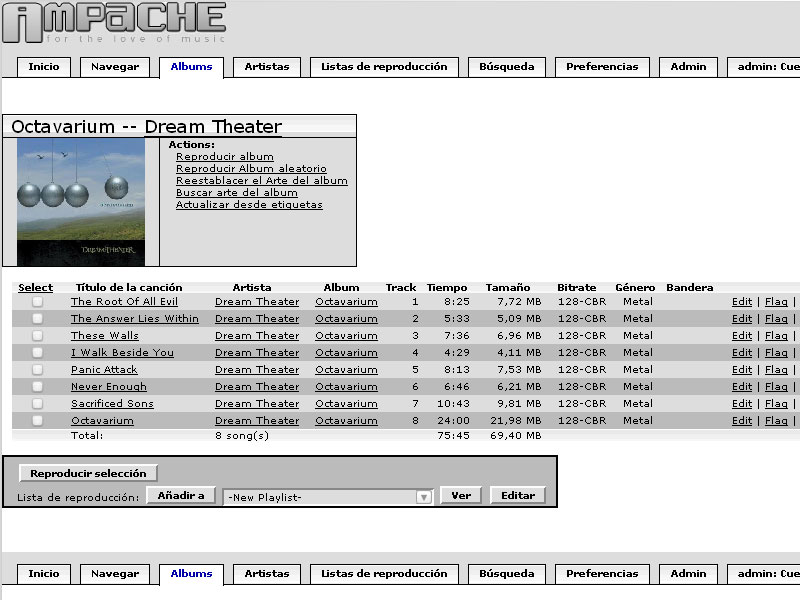 AMPACHE
for the love of music
Inicio Navegar Albums Artistas Listas de reproducción Búsqueda Preferencias Admin admin: Cue
Octavarium -- Dream Theater
Actions:
Reproducir album
Reproducir Album aleatorio
Reestablacer el Arte del album
Buscar arte del album
Actualizar desde etiquetas
DREAM THEATER
Select Título de la canción Artista Album Track Tiempo Tamaño Bitrate Género Bandera
The Root Of All Evil Dream Theater Octavarium 1 8:25 7,72 MB 128-CBR Metal Edit | Flag |
The Answer Lies Within Dream Theater Octavarium 2 5:33 5,09 MB 128-CBR Metal Edit | Flag |
These Walls Dream Theater Octavarium 3 7:36 6,96 MB 128-CBR Metal Edit | Flag |
I Walk Beside You Dream Theater Octavarium 4 4:29 4,11 MB 128-CBR Metal Edit | Flag |
Panic Attack Dream Theater Octavarium 5 8:13 7,53 MB 128-CBR Metal Edit | Flag |
Never Enough Dream Theater Octavarium 6 6:46 6,21 MB 128-CBR Metal Edit | Flag |
Sacrificed Sons Dream Theater Octavarium 7 10:43 9,81 MB 128-CBR Metal Edit | Flag |
Octavarium Dream Theater Octavarium 8 24:00 21,98 MB 128-CBR Metal Edit | Flag |
Total: 8 song(s) 75:45 69,40 MB
Reproducir selección
Lista de reproducción: Añadir a -New Playlist- Ver Editar
Inicio Navegar Albums Artistas Listas de reproducción Búsqueda Preferencias Admin admin: Cue